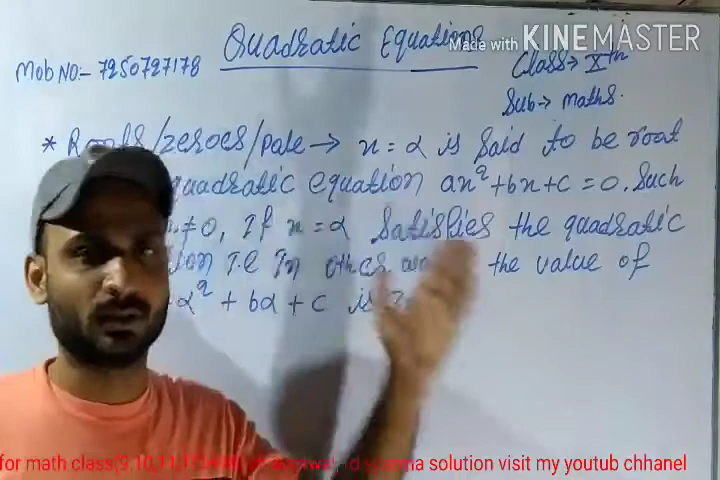 Quadratic Equations
Made with KINEMASTER
Mob NO:- 7250727178
Class→ Xth
Sub→ maths.
* Roots/zeroes/Pole → x = α is said to be root
quadratic equation ax² + bx + c = 0. Such
≠0, If x = α Satisfies the quadratic
I.e In other the value of
α² + bα + c is
for math class(9,10,11, sharma solution visit my youtub chhanel